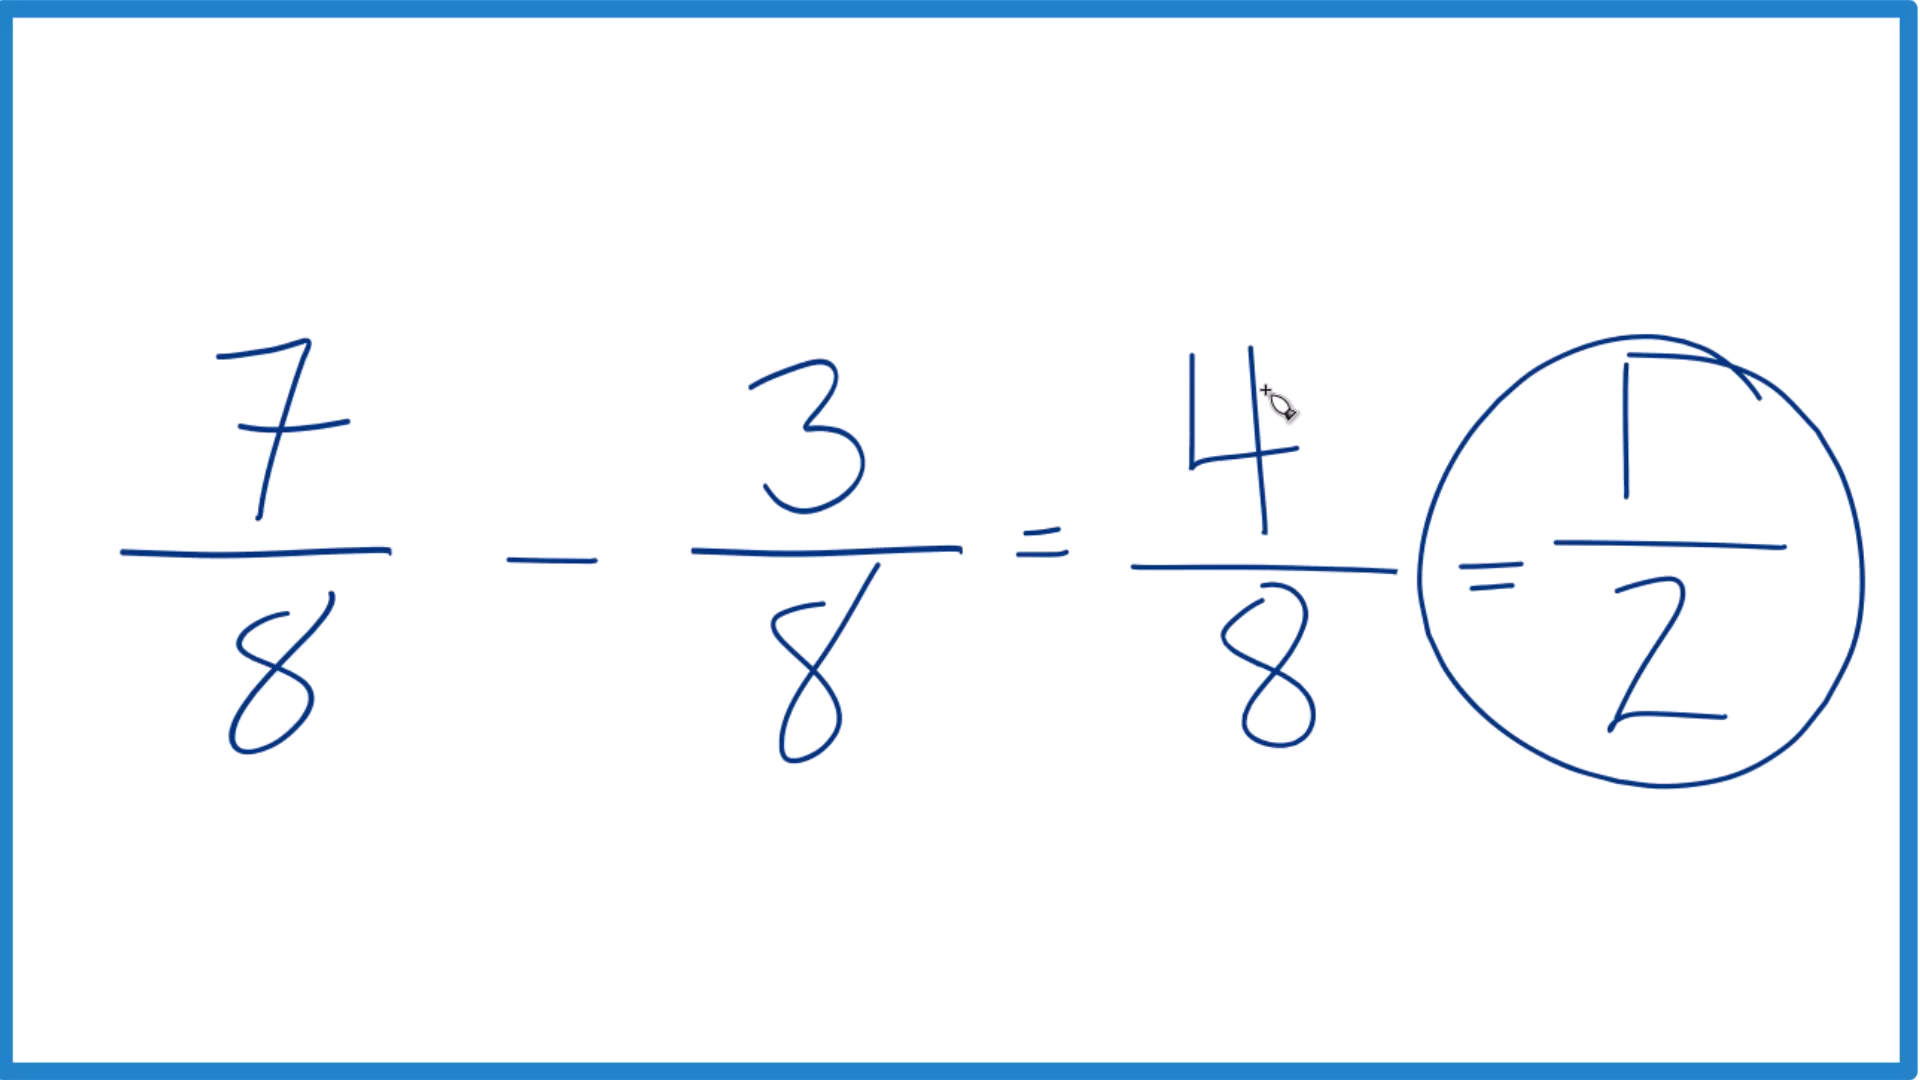 7/8 - 3/8 = 4/8 = 1/2